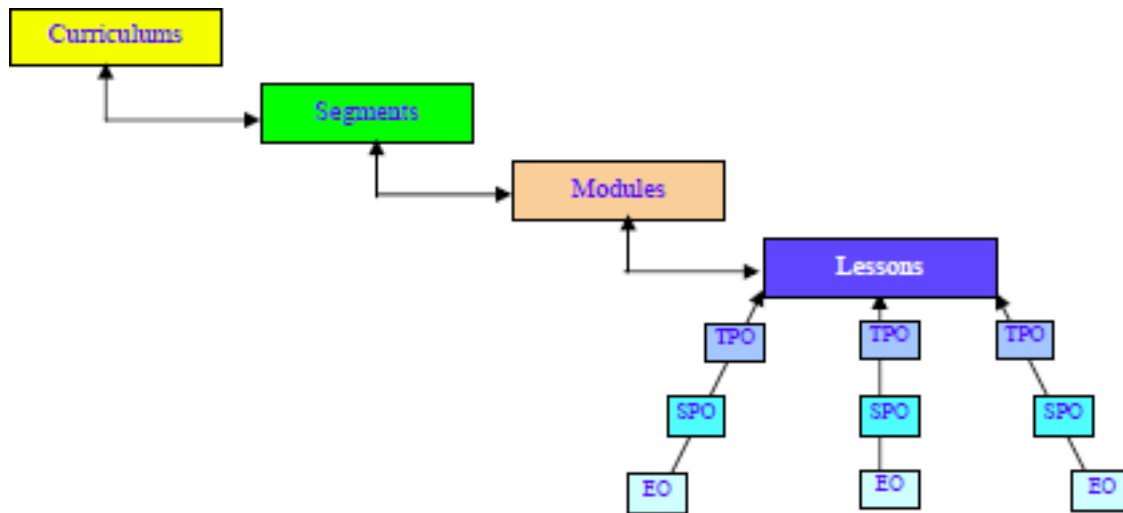 Curriculums
Segments
Modules
Lessons
TPO
TPO
TPO
SPO
SPO
SPO
EO
EO
EO